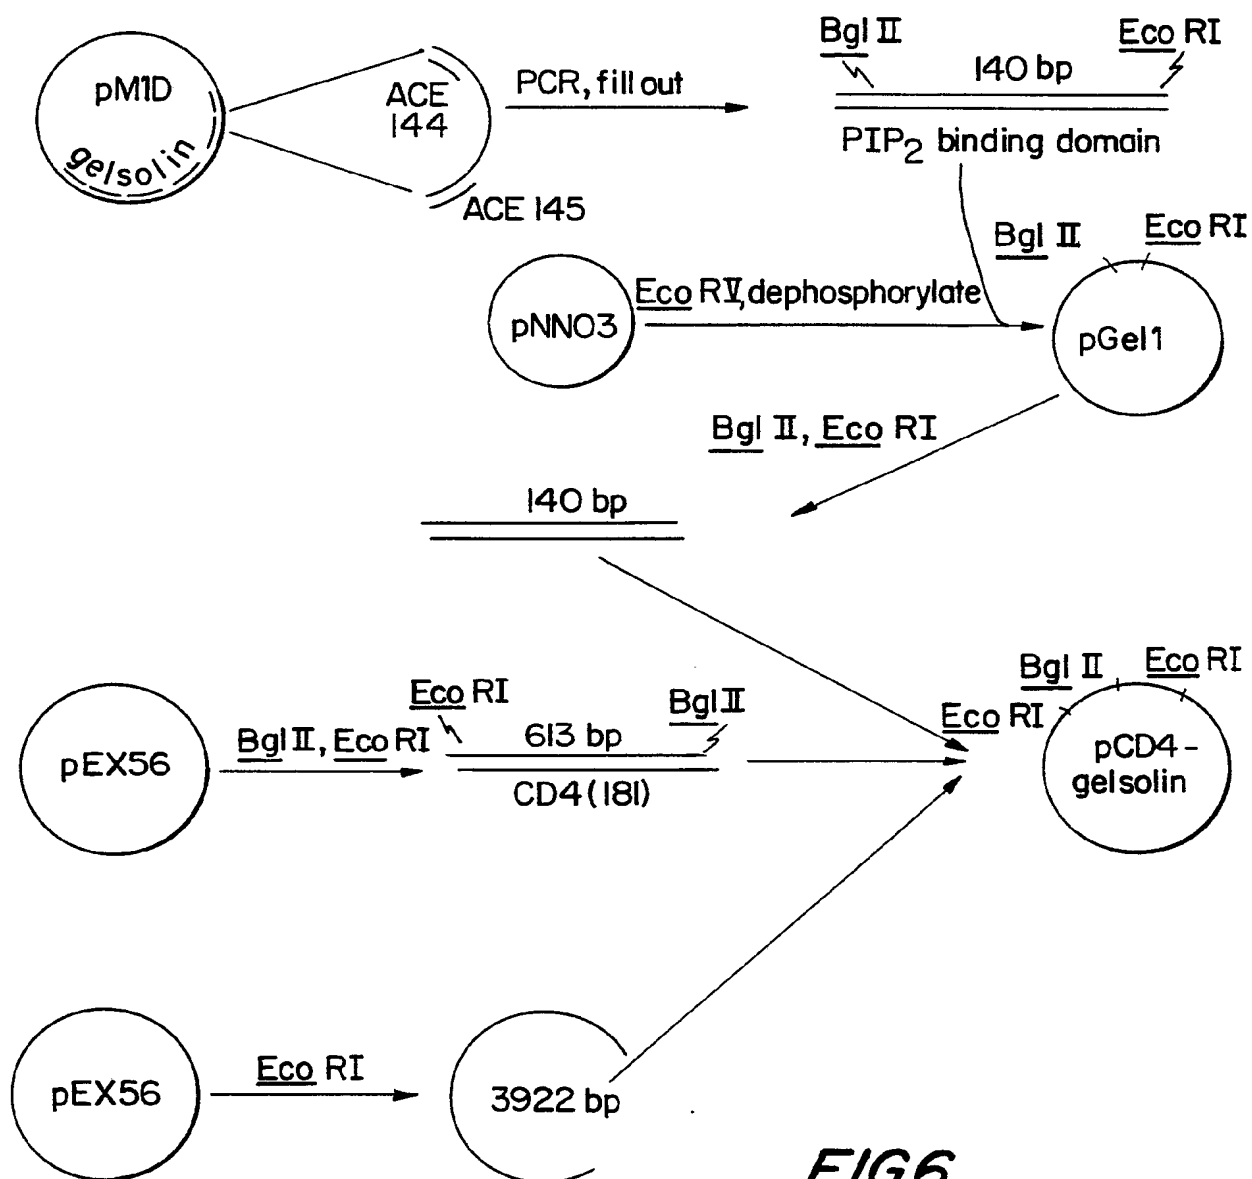 Bgl II
Eco RI
pM1D
gelsolin
ACE
144
ACE 145
PCR, fill out
140 bp
PIP2 binding domain
Bgl II
Eco RI
pNN03
Eco RV, dephosphorylate
pGel1
Bgl II, Eco RI
140 bp
pEX56
Bgl II, Eco RI
Eco RI
Bgl II
613 bp
CD4 (181)
Bgl II
Eco RI
Eco RI
pCD4-
gelsolin
pEX56
Eco RI
3922 bp
FIG6